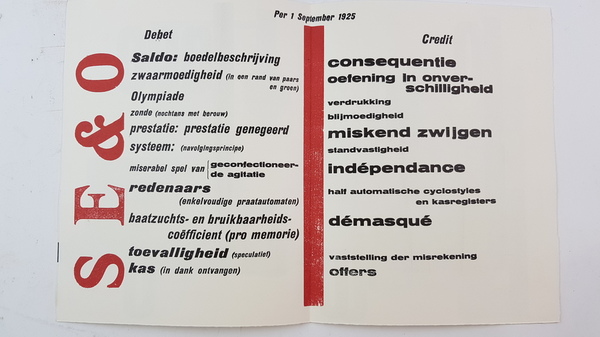 Per 1 September 1925
S E & O
Debet
Saldo: boedelbeschrijving
zwaarmoedigheid (in een rand van paars
en groen)
Olympiade
zonde (nochtans met berouw)
prestatie: prestatie genegeerd
systeem: (navolgingsprincipe)
miserabel spel van geconfectioneer-
de agitatie
redenaars
(enkelvoudige praatautomaten)
baatzuchts- en bruikbaarheids-
coëfficient (pro memorie)
toevalligheid (speculatief)
kas (in dank ontvangen)
Credit
consequentie
oefening in onver-
schilligheid
verdrukking
blijmoedigheid
miskend zwijgen
standvastigheid
indépendance
half automatische cyclostyles
en kasregisters
démasqué
vaststelling der misrekening
offers